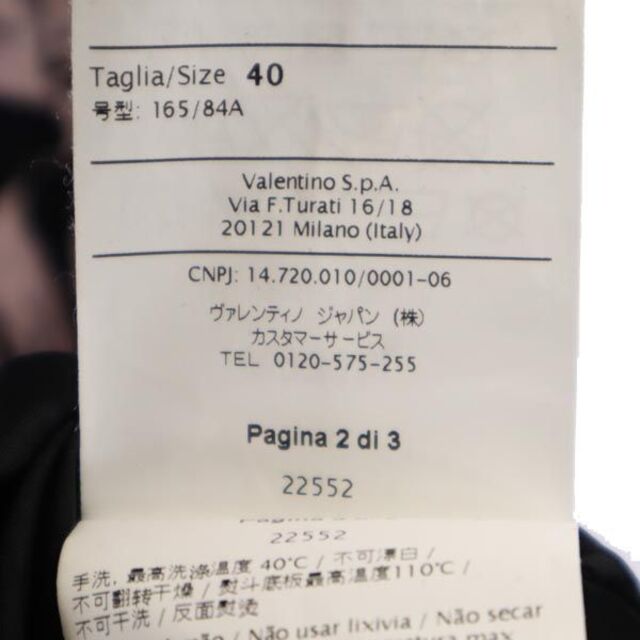 Taglia/Size 40
号型: 165/84A
Valentino S.p.A.
Via F.Turati 16/18
20121 Milano (Italy)
CNPJ: 14.720.010/0001-06
ヴァレンティノ ジャパン (株)
カスタマーサービス
TEL 0120-575-255
Pagina 2 di 3
22552
22552
手洗, 最高洗涤温度 40°C / 不可漂白 /
不可翻转干燥 / 熨斗底板最高温度110°C /
不可干洗 / 反面熨烫
/ Não usar lixivia / Não secar
max